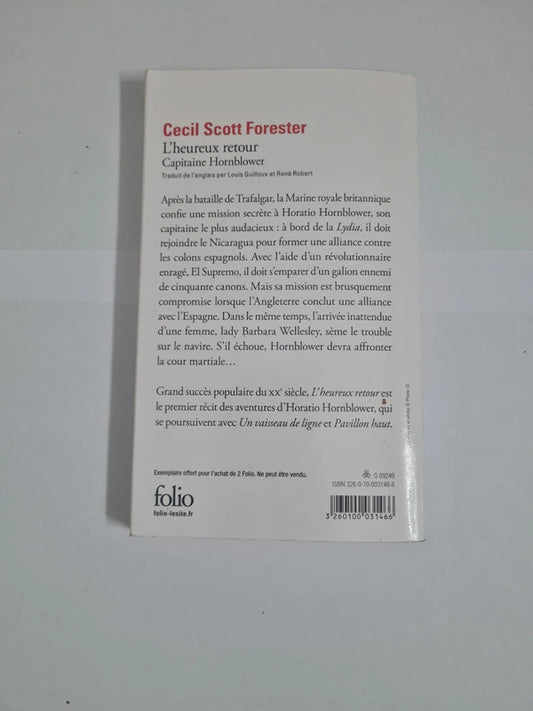 Cecil Scott Forester
L'heureux retour
Capitaine Hornblower
Traduit de l'anglais par Louis Guilloux et René Robert
Après la bataille de Trafalgar, la Marine royale britannique
confie une mission secrète à Horatio Hornblower, son
capitaine le plus audacieux : à bord de la Lydia, il doit
rejoindre le Nicaragua pour former une alliance contre
les colons espagnols. Avec l'aide d'un révolutionnaire
enragé, El Supremo, il doit s'emparer d'un galion ennemi
de cinquante canons. Mais sa mission est brusquement
compromise lorsque l'Angleterre conclut une alliance
avec l'Espagne. Dans le même temps, l'arrivée inattendue
d'une femme, lady Barbara Wellesley, sème le trouble
sur le navire. S'il échoue, Hornblower devra affronter
la cour martiale…
Grand succès populaire du XXe siècle, L'heureux retour est
le premier récit des aventures d'Horatio Hornblower, qui
se poursuivent avec Un vaisseau de ligne et Pavillon haut.
Exemplaire offert pour l'achat de 2 Folio. Ne peut être vendu.
folio
folio-lesite.fr
G 09249
ISBN 326-0-10-003146-6
3 260100 031466
photo © Photo 12